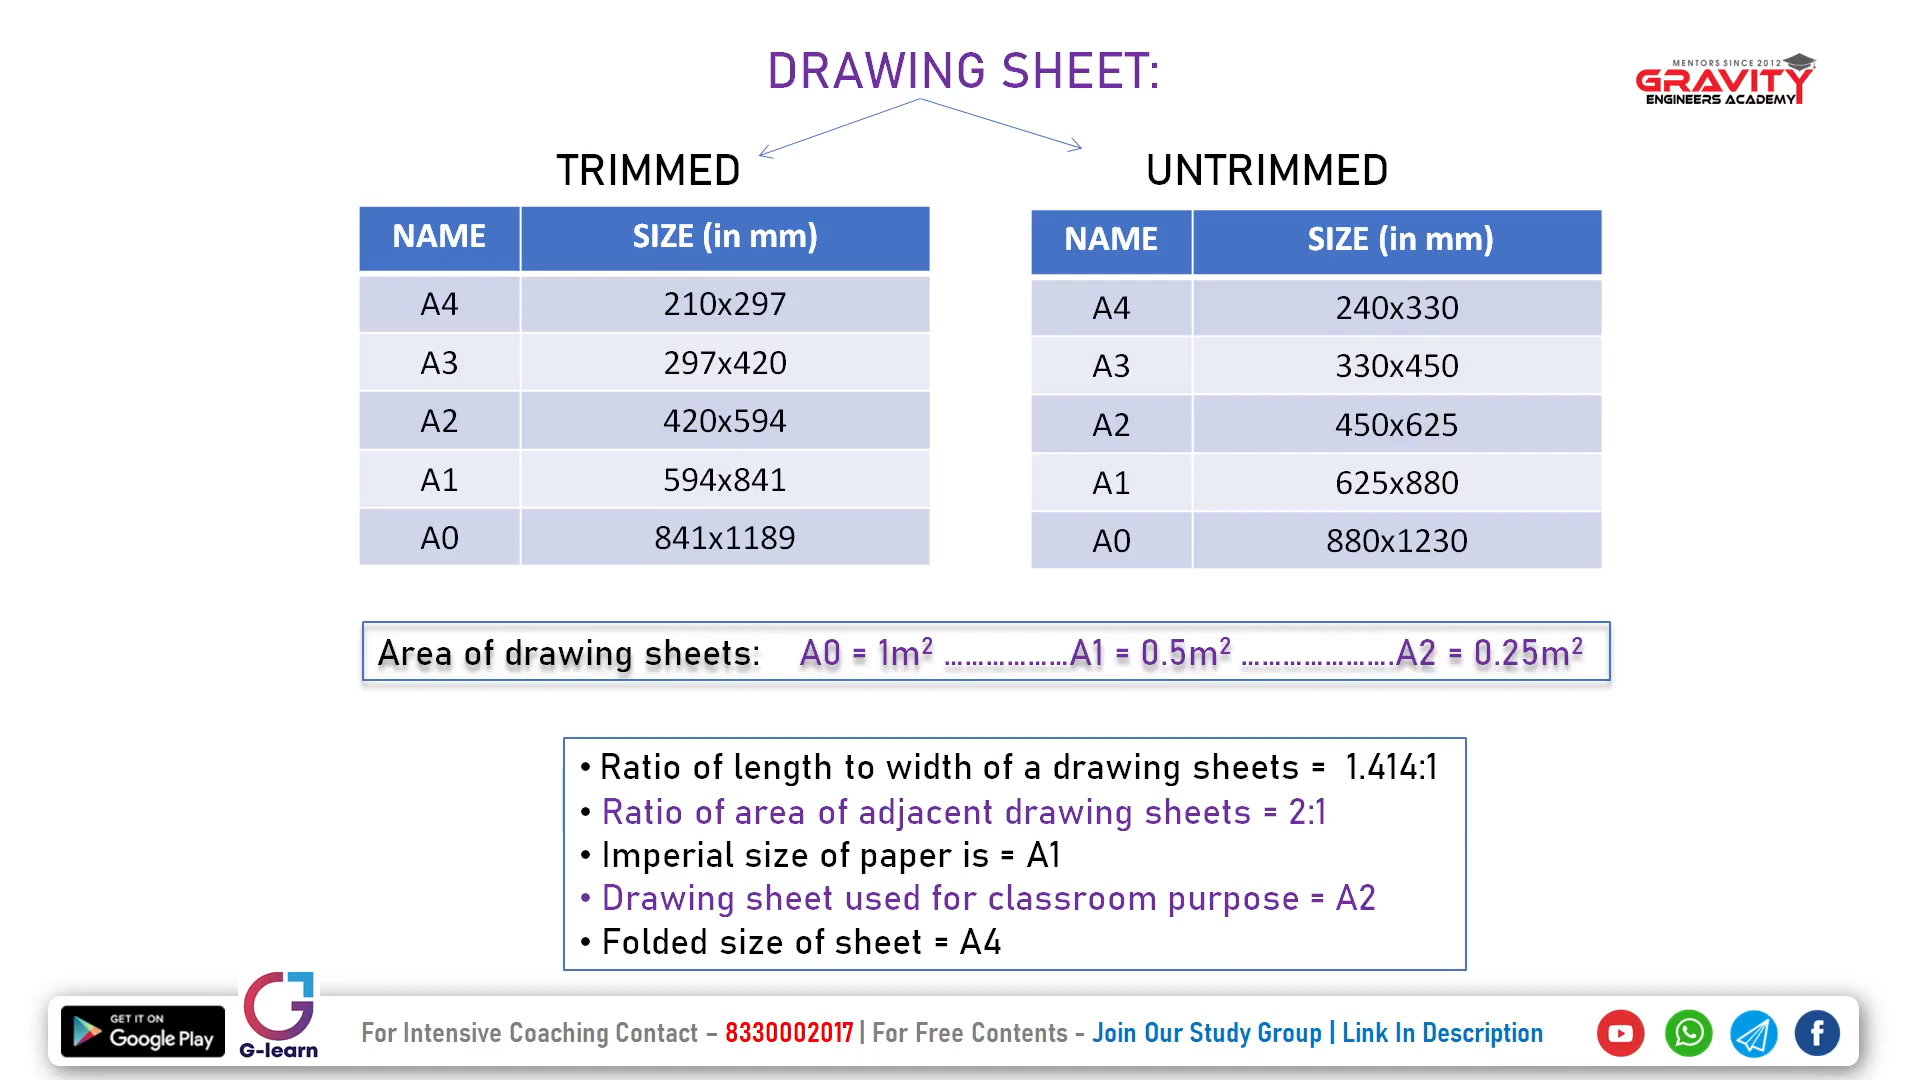 DRAWING SHEET:
MENTORS SINCE 2012
GRAVITY
ENGINEERS ACADEMY
TRIMMED
UNTRIMMED
NAME SIZE (in mm)
A4 210x297
A3 297x420
A2 420x594
A1 594x841
A0 841x1189
NAME SIZE (in mm)
A4 240x330
A3 330x450
A2 450x625
A1 625x880
A0 880x1230
Area of drawing sheets: A0 = 1m² ………………A1 = 0.5m² ………………….A2 = 0.25m²
• Ratio of length to width of a drawing sheets = 1.414:1
• Ratio of area of adjacent drawing sheets = 2:1
• Imperial size of paper is = A1
• Drawing sheet used for classroom purpose = A2
• Folded size of sheet = A4
GET IT ON
Google Play
G-learn
For Intensive Coaching Contact – 8330002017 | For Free Contents - Join Our Study Group | Link In Description